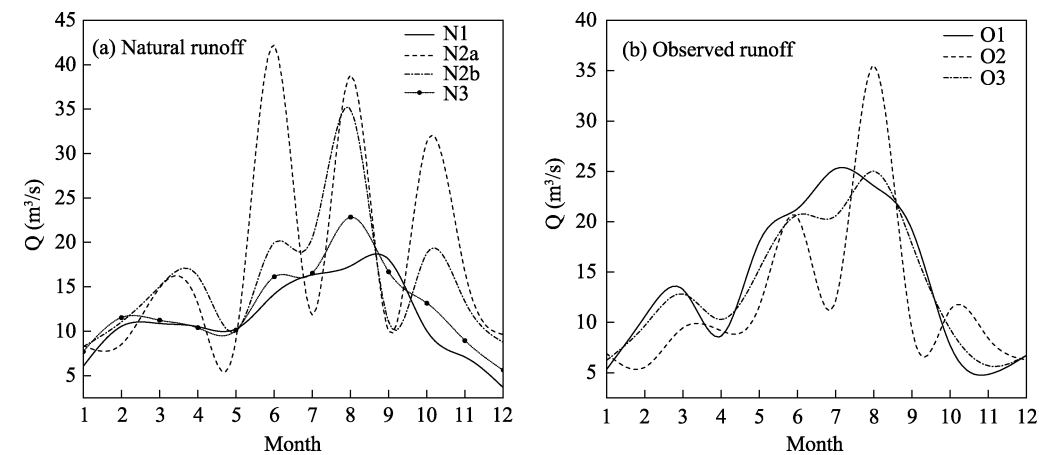 (a) Natural runoff
N1
N2a
N2b
N3
Q (m³/s)
45
40
35
30
25
20
15
10
5
1 2 3 4 5 6 7 8 9 10 11 12
Month
(b) Observed runoff
O1
O2
O3
Q (m³/s)
40
35
30
25
20
15
10
5
1 2 3 4 5 6 7 8 9 10 11 12
Month